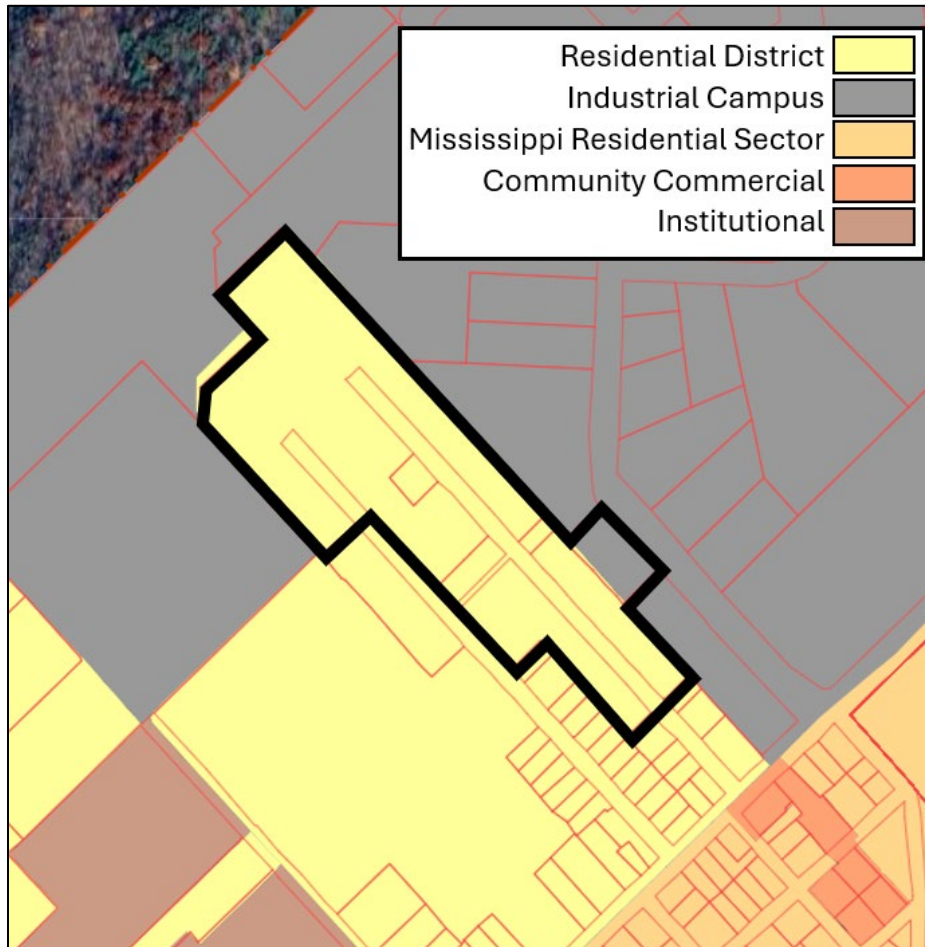 Residential District
Industrial Campus
Mississippi Residential Sector
Community Commercial
Institutional